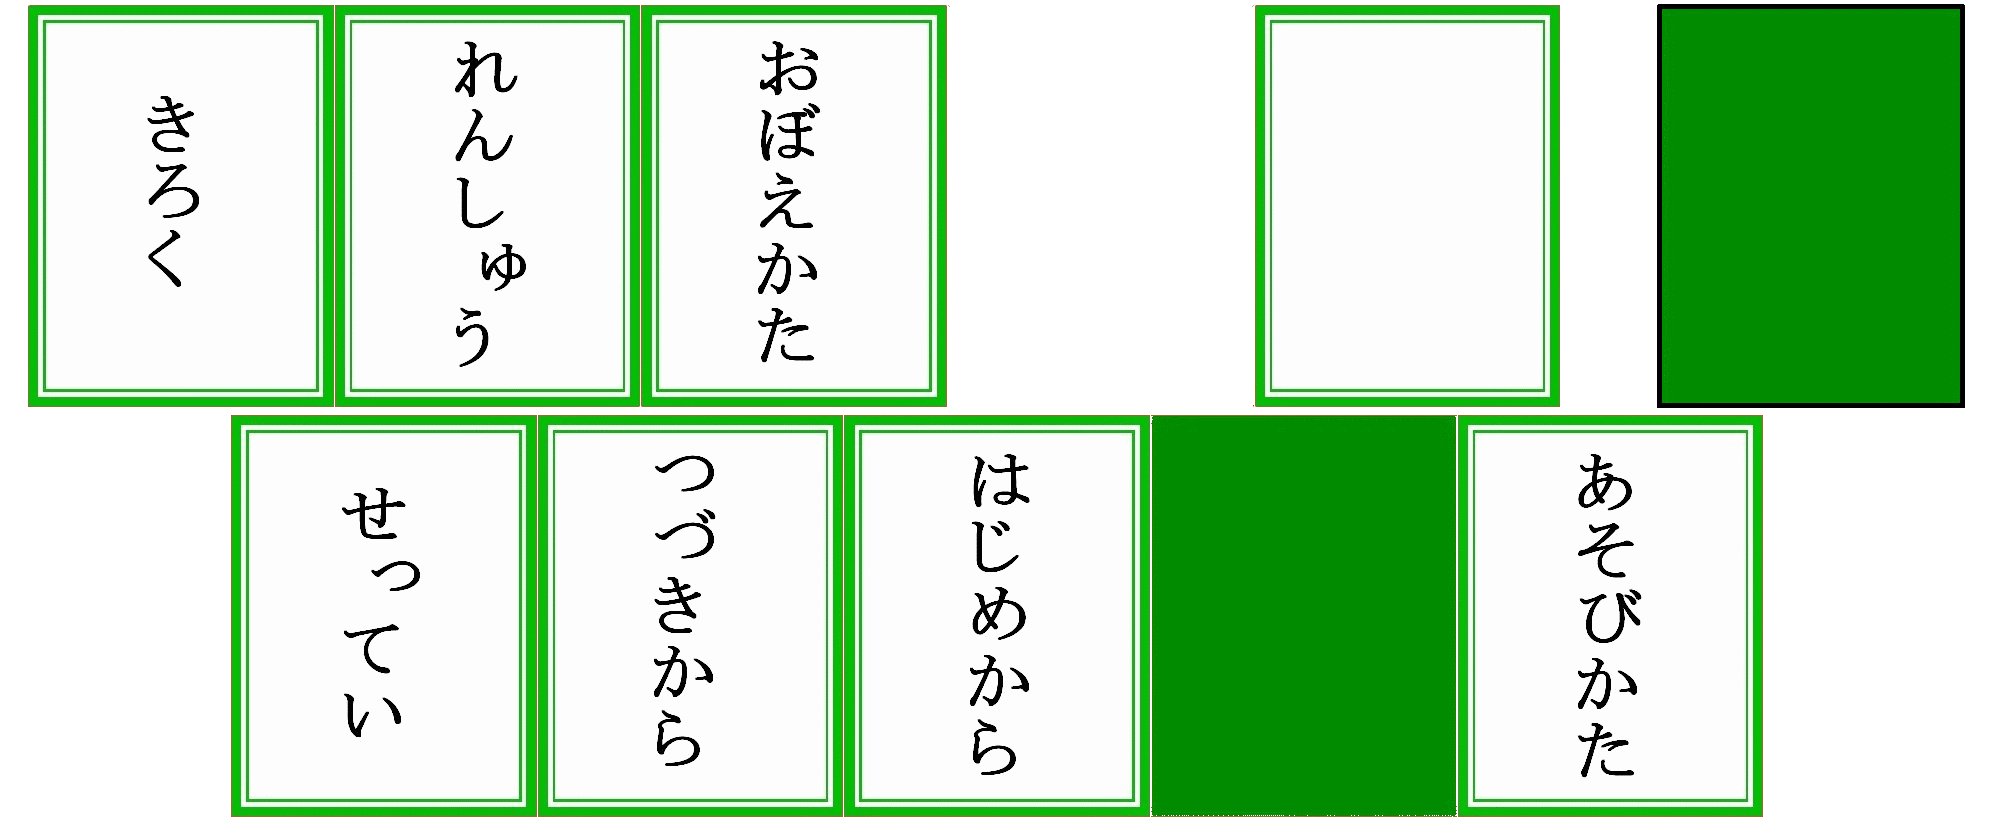 おぼえかた
れんしゅう
きろく
あそびかた
はじめから
つづきから
せってい